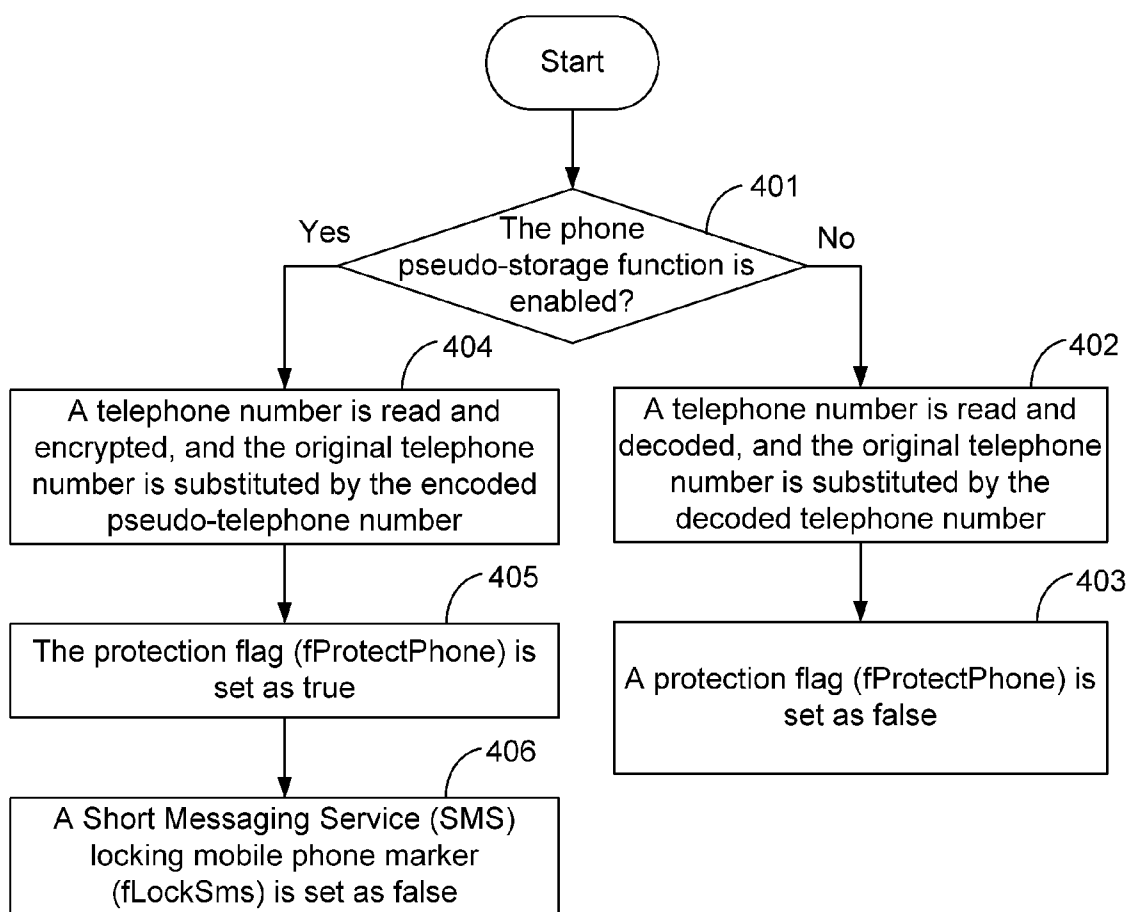 Start
401
Yes
The phone
pseudo-storage function is
enabled?
No
404
A telephone number is read and
encrypted, and the original telephone
number is substituted by the encoded
pseudo-telephone number
402
A telephone number is read and
decoded, and the original telephone
number is substituted by the
decoded telephone number
405
The protection flag (fProtectPhone) is
set as true
403
A protection flag (fProtectPhone) is
set as false
406
A Short Messaging Service (SMS)
locking mobile phone marker
(fLockSms) is set as false